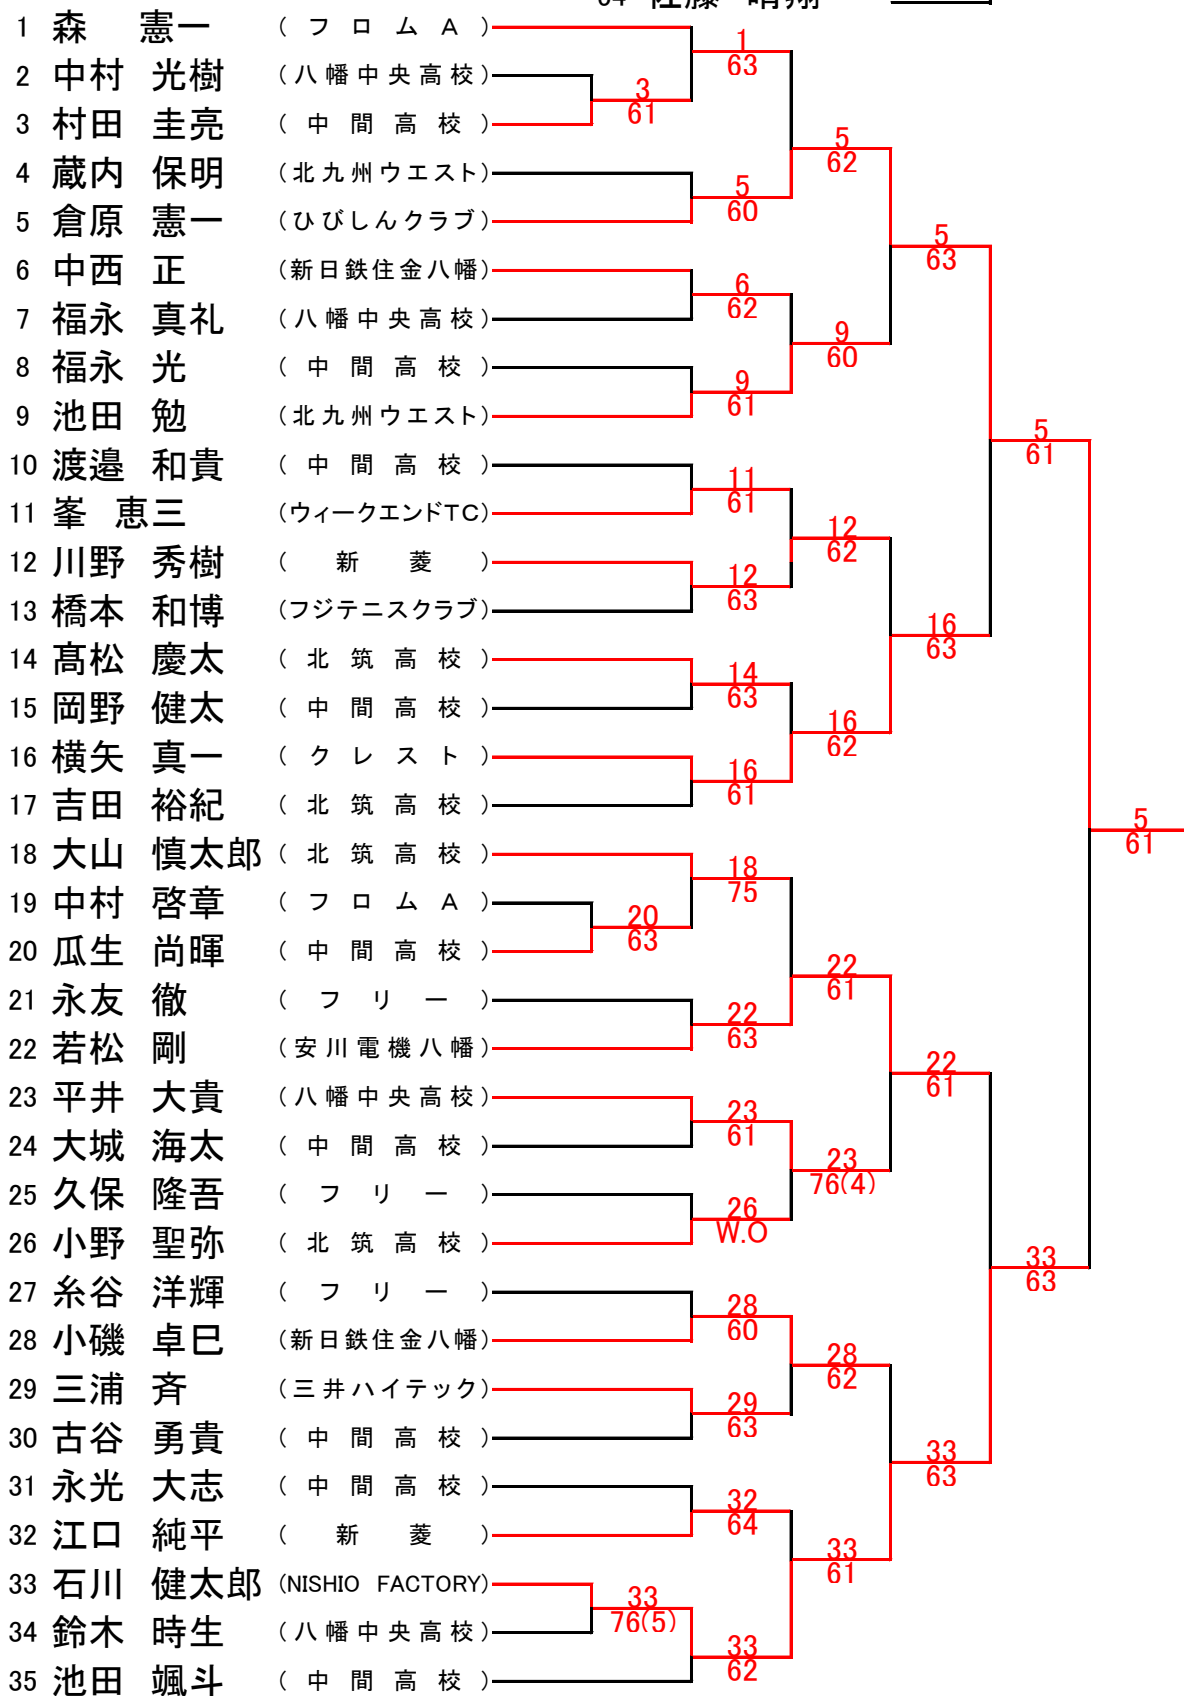 1 森 憲一 (フロムA)
2 中村 光樹 (八幡中央高校)
3 村田 圭亮 (中間高校)
4 蔵内 保明 (北九州ウエスト)
5 倉原 憲一 (ひびしんクラブ)
6 中西 正 (新日鉄住金八幡)
7 福永 真礼 (八幡中央高校)
8 福永 光 (中間高校)
9 池田 勉 (北九州ウエスト)
10 渡邉 和貴 (中間高校)
11 峯 恵三 (ウィークエンドTC)
12 川野 秀樹 (新菱)
13 橋本 和博 (フジテニスクラブ)
14 髙松 慶太 (北筑高校)
15 岡野 健太 (中間高校)
16 横矢 真一 (クレスト)
17 吉田 裕紀 (北筑高校)
18 大山 慎太郎 (北筑高校)
19 中村 啓章 (フロムA)
20 瓜生 尚暉 (中間高校)
21 永友 徹 (フリー)
22 若松 剛 (安川電機八幡)
23 平井 大貴 (八幡中央高校)
24 大城 海太 (中間高校)
25 久保 隆吾 (フリー)
26 小野 聖弥 (北筑高校)
27 糸谷 洋輝 (フリー)
28 小磯 卓巳 (新日鉄住金八幡)
29 三浦 斉 (三井ハイテック)
30 古谷 勇貴 (中間高校)
31 永光 大志 (中間高校)
32 江口 純平 (新菱)
33 石川 健太郎 (NISHIO FACTORY)
34 鈴木 時生 (八幡中央高校)
35 池田 颯斗 (中間高校)
3
61
20
63
33
76(5)
1
63
5
60
6
62
9
61
11
61
12
63
14
63
16
61
18
75
22
63
23
61
26
W.O
28
60
29
63
32
64
33
62
5
62
9
60
12
62
16
62
22
61
23
76(4)
28
62
33
61
5
63
16
63
22
61
33
63
5
61
33
63
5
61